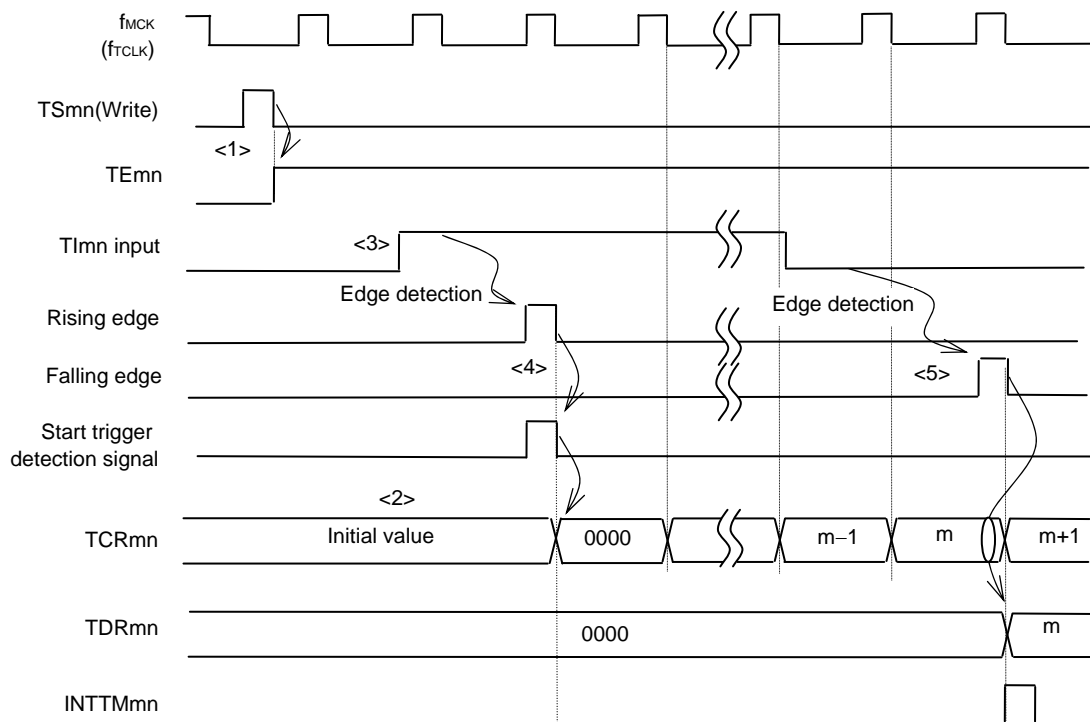 fMCK
(fTCLK)
TSmn(Write)
<1>
TEmn
TImn input
<3>
Edge detection
Edge detection
Rising edge
<4>
Falling edge
<5>
Start trigger
detection signal
<2>
TCRmn
Initial value
0000
m−1
m
m+1
TDRmn
0000
m
INTTMmn